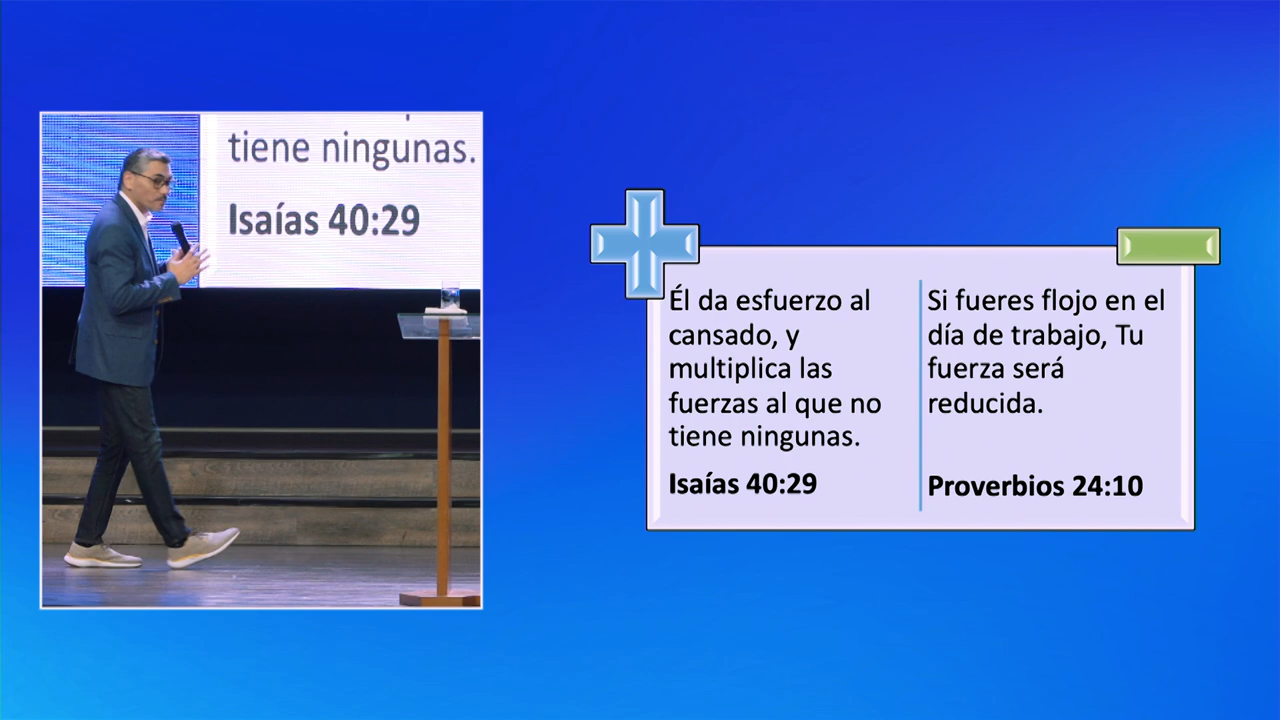 tiene ningunas.
Isaías 40:29
Él da esfuerzo al
cansado, y
multiplica las
fuerzas al que no
tiene ningunas.
Isaías 40:29
Si fueres flojo en el
día de trabajo, Tu
fuerza será
reducida.
Proverbios 24:10